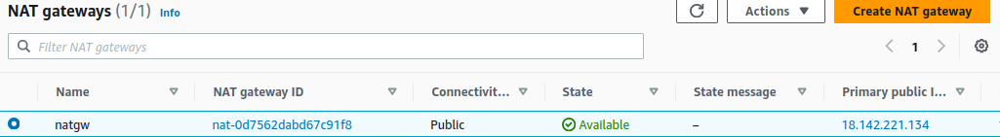 NAT gateways (1/1) Info
Actions
Create NAT gateway
Filter NAT gateways
1
Name NAT gateway ID Connectivit... State State message Primary public I...
natgw nat-0d7562dabd67c91f8 Public Available – 18.142.221.134